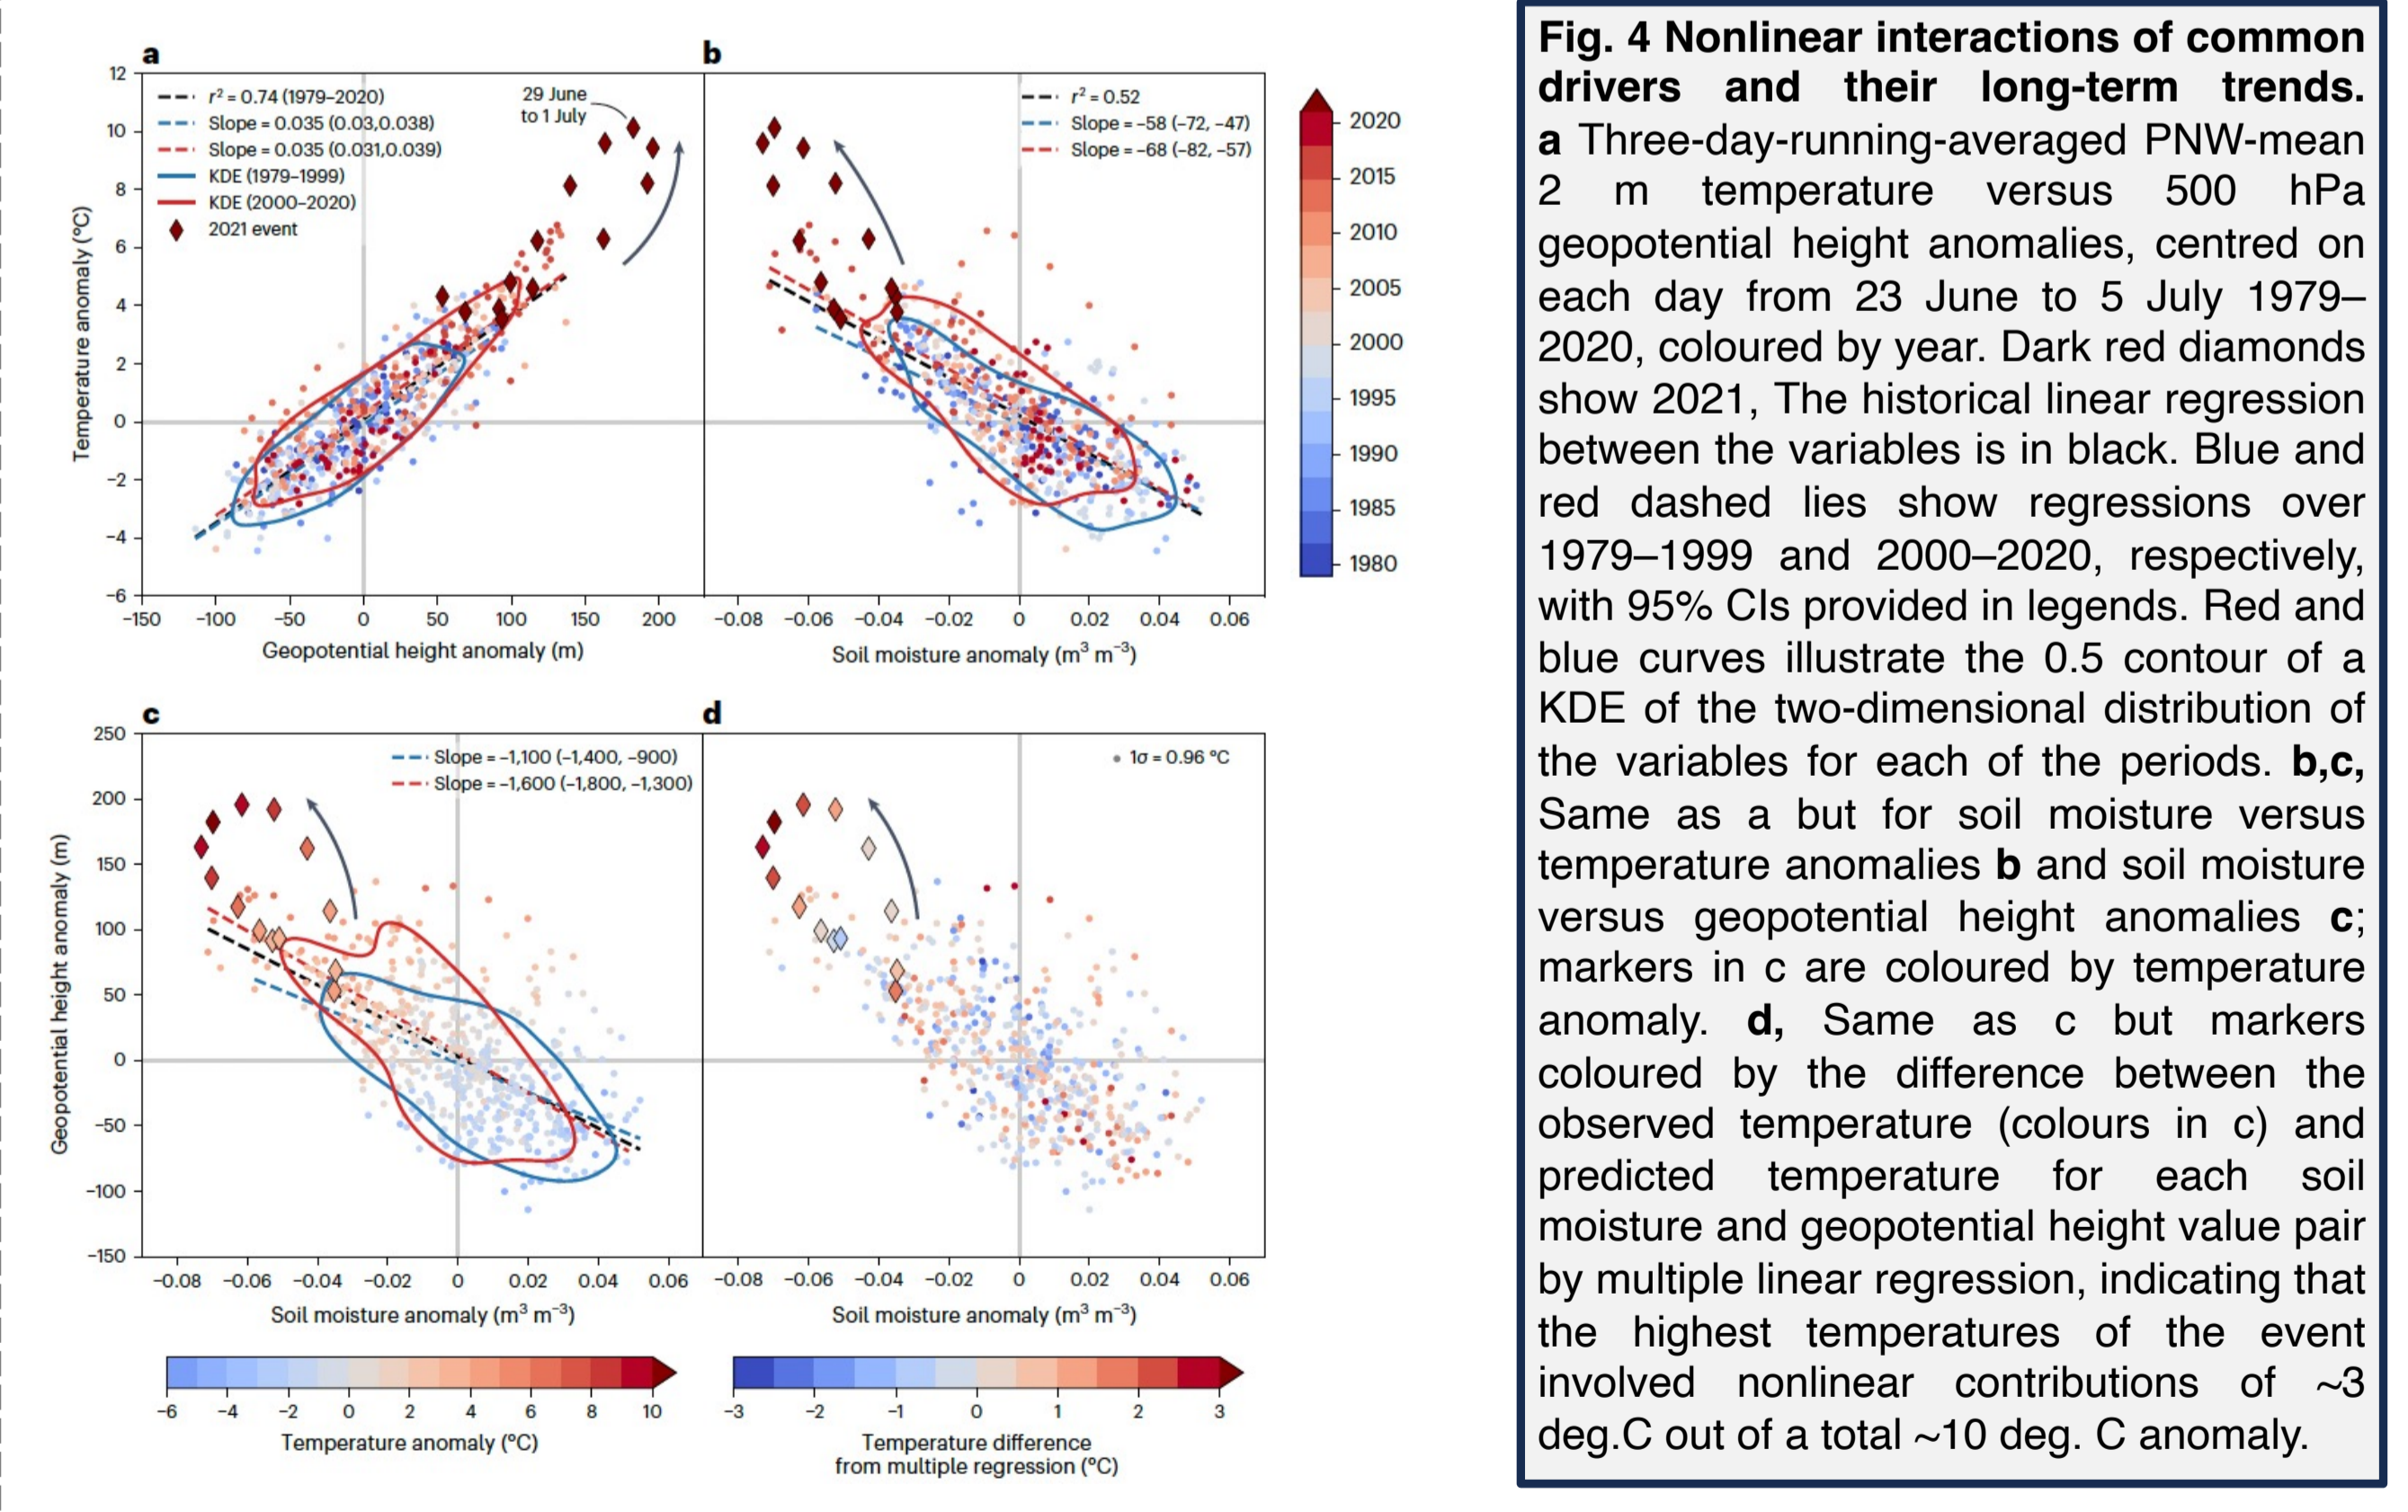 a
12
10
8
6
4
2
0
−2
−4
−6
Temperature anomaly (°C)
r² = 0.74 (1979–2020)
Slope = 0.035 (0.03,0.038)
Slope = 0.035 (0.031,0.039)
KDE (1979–1999)
KDE (2000–2020)
2021 event
29 June
to 1 July
−150 −100 −50 0 50 100 150 200
Geopotential height anomaly (m)
b
r² = 0.52
Slope = −58 (−72, −47)
Slope = −68 (−82, −57)
−0.08 −0.06 −0.04 −0.02 0 0.02 0.04 0.06
Soil moisture anomaly (m³ m⁻³)
2020
2015
2010
2005
2000
1995
1990
1985
1980
c
250
200
150
100
50
0
−50
−100
−150
Geopotential height anomaly (m)
Slope = −1,100 (−1,400, −900)
Slope = −1,600 (−1,800, −1,300)
−0.08 −0.06 −0.04 −0.02 0 0.02 0.04 0.06
Soil moisture anomaly (m³ m⁻³)
−6 −4 −2 0 2 4 6 8 10
Temperature anomaly (°C)
d
1σ = 0.96 °C
−0.08 −0.06 −0.04 −0.02 0 0.02 0.04 0.06
Soil moisture anomaly (m³ m⁻³)
−3 −2 −1 0 1 2 3
Temperature difference
from multiple regression (°C)
Fig. 4 Nonlinear interactions of common
drivers and their long-term trends.
a Three-day-running-averaged PNW-mean
2 m temperature versus 500 hPa
geopotential height anomalies, centred on
each day from 23 June to 5 July 1979–
2020, coloured by year. Dark red diamonds
show 2021, The historical linear regression
between the variables is in black. Blue and
red dashed lies show regressions over
1979–1999 and 2000–2020, respectively,
with 95% CIs provided in legends. Red and
blue curves illustrate the 0.5 contour of a
KDE of the two-dimensional distribution of
the variables for each of the periods. b,c,
Same as a but for soil moisture versus
temperature anomalies b and soil moisture
versus geopotential height anomalies c;
markers in c are coloured by temperature
anomaly. d, Same as c but markers
coloured by the difference between the
observed temperature (colours in c) and
predicted temperature for each soil
moisture and geopotential height value pair
by multiple linear regression, indicating that
the highest temperatures of the event
involved nonlinear contributions of ~3
deg.C out of a total ~10 deg. C anomaly.